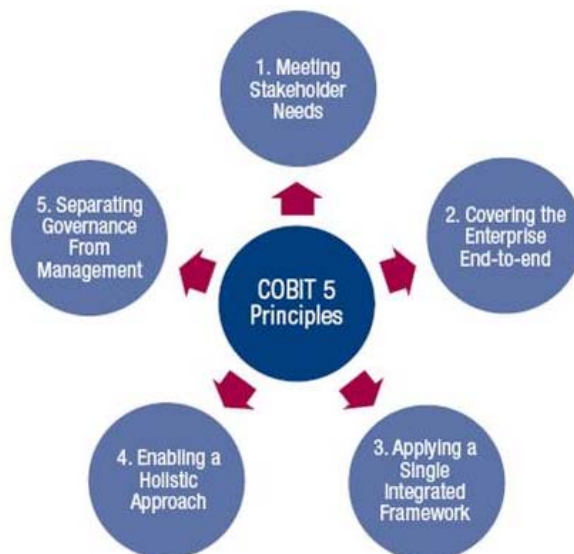 1. Meeting
Stakeholder
Needs
2. Covering the
Enterprise
End-to-end
3. Applying a
Single
Integrated
Framework
4. Enabling a
Holistic
Approach
5. Separating
Governance
From
Management
COBIT 5
Principles